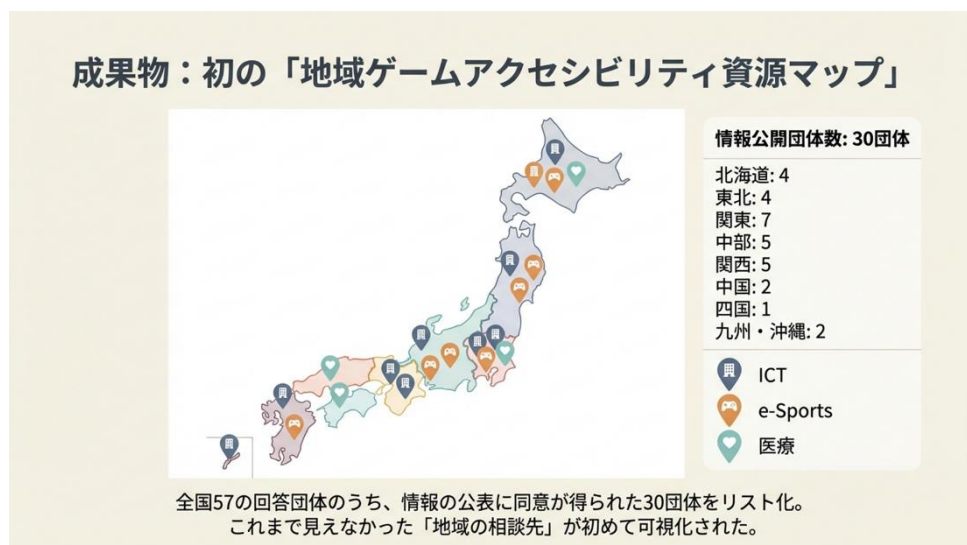 成果物：初の「地域ゲームアクセシビリティ資源マップ」
情報公開団体数: 30団体
北海道: 4
東北: 4
関東: 7
中部: 5
関西: 5
中国: 2
四国: 1
九州・沖縄: 2
ICT
e-Sports
医療
全国57の回答団体のうち、情報の公表に同意が得られた30団体をリスト化。
これまで見えなかった「地域の相談先」が初めて可視化された。